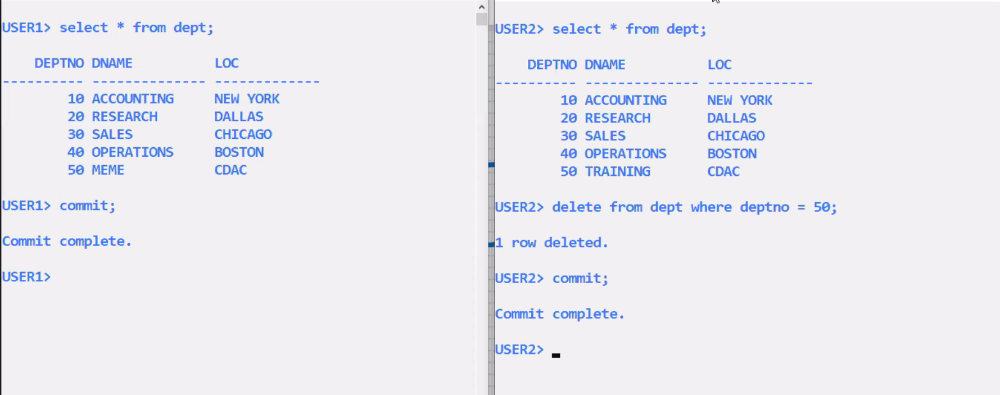 USER1> select * from dept;
DEPTNO DNAME LOC
---------- -------------- -------------
10 ACCOUNTING NEW YORK
20 RESEARCH DALLAS
30 SALES CHICAGO
40 OPERATIONS BOSTON
50 MEME CDAC
USER1> commit;
Commit complete.
USER1>
USER2> select * from dept;
DEPTNO DNAME LOC
---------- -------------- -------------
10 ACCOUNTING NEW YORK
20 RESEARCH DALLAS
30 SALES CHICAGO
40 OPERATIONS BOSTON
50 TRAINING CDAC
USER2> delete from dept where deptno = 50;
1 row deleted.
USER2> commit;
Commit complete.
USER2>